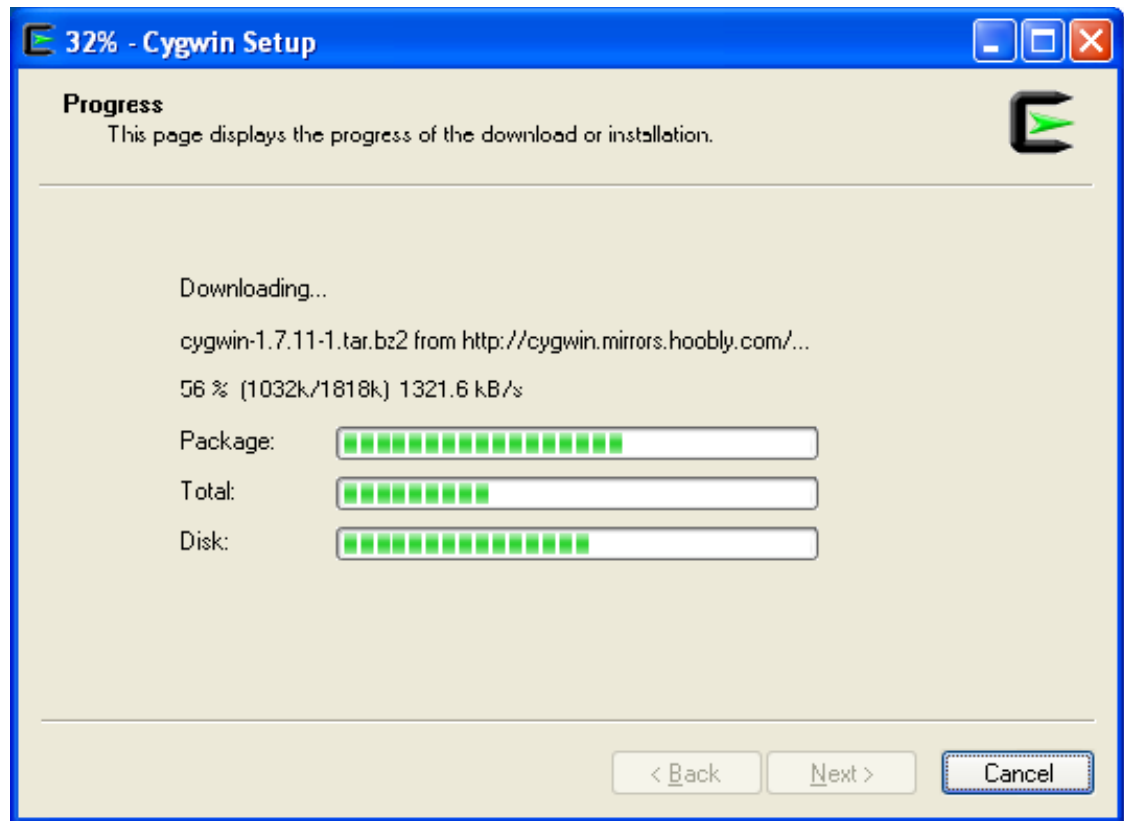 32% - Cygwin Setup
Progress
This page displays the progress of the download or installation.
Downloading...
cygwin-1.7.11-1.tar.bz2 from http://cygwin.mirrors.hoobly.com/...
56 % (1032k/1818k) 1321.6 kB/s
Package:
Total:
Disk:
< Back Next > Cancel